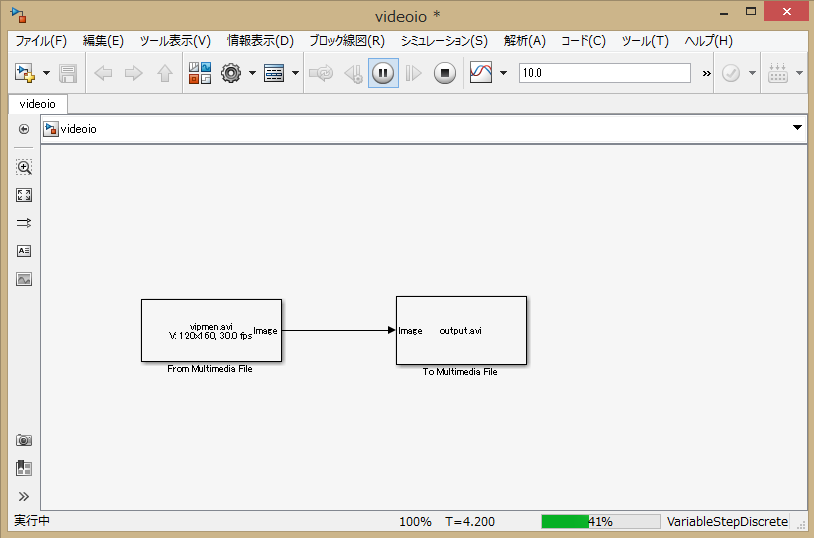 videoio *
ファイル(F) 編集(E) ツール表示(V) 情報表示(D) ブロック線図(R) シミュレーション(S) 解析(A) コード(C) ツール(T) ヘルプ(H)
10.0 »
videoio
videoio
vipmen.avi
V: 120x160, 30.0 fps
Image
From Multimedia File
Image
output.avi
To Multimedia File
実行中 100% T=4.200 41% VariableStepDiscrete